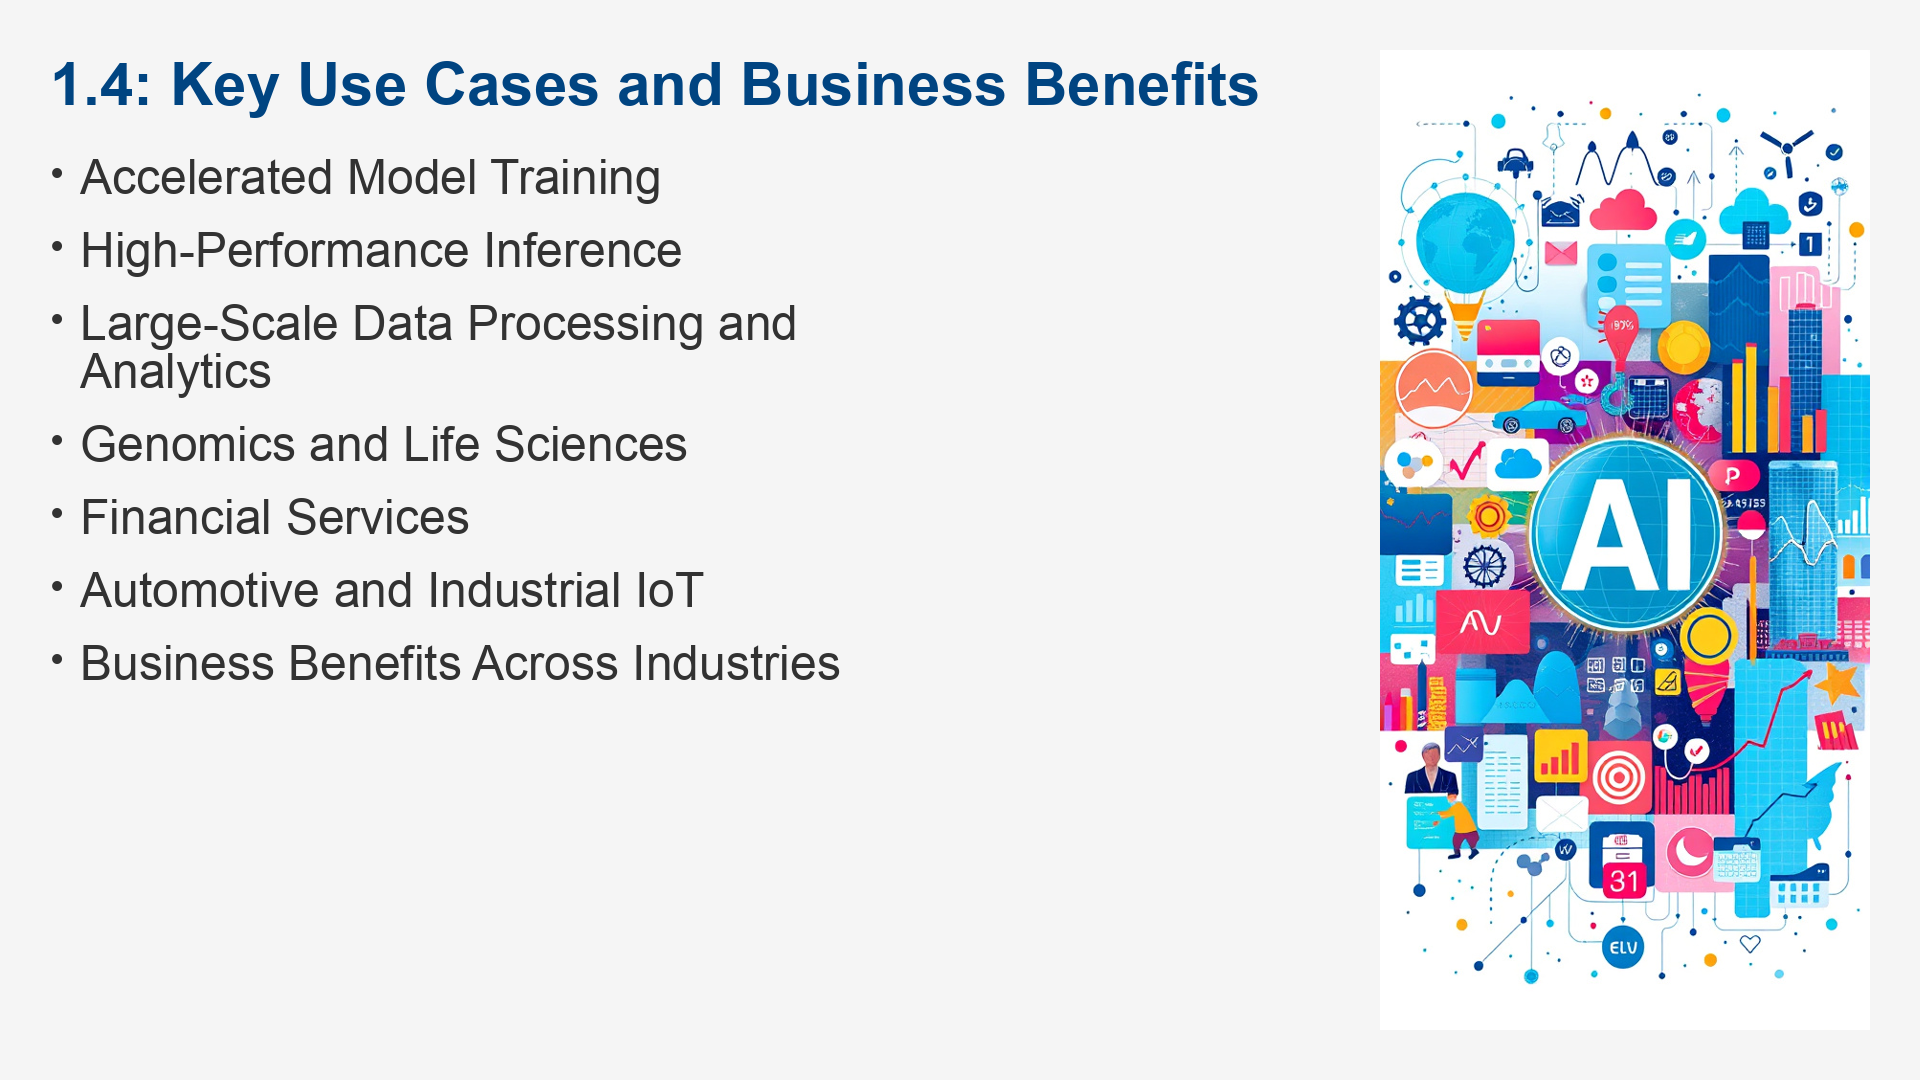 1.4: Key Use Cases and Business Benefits
• Accelerated Model Training
• High-Performance Inference
• Large-Scale Data Processing and
Analytics
• Genomics and Life Sciences
• Financial Services
• Automotive and Industrial IoT
• Business Benefits Across Industries
1
AI
P
W
31
ELV